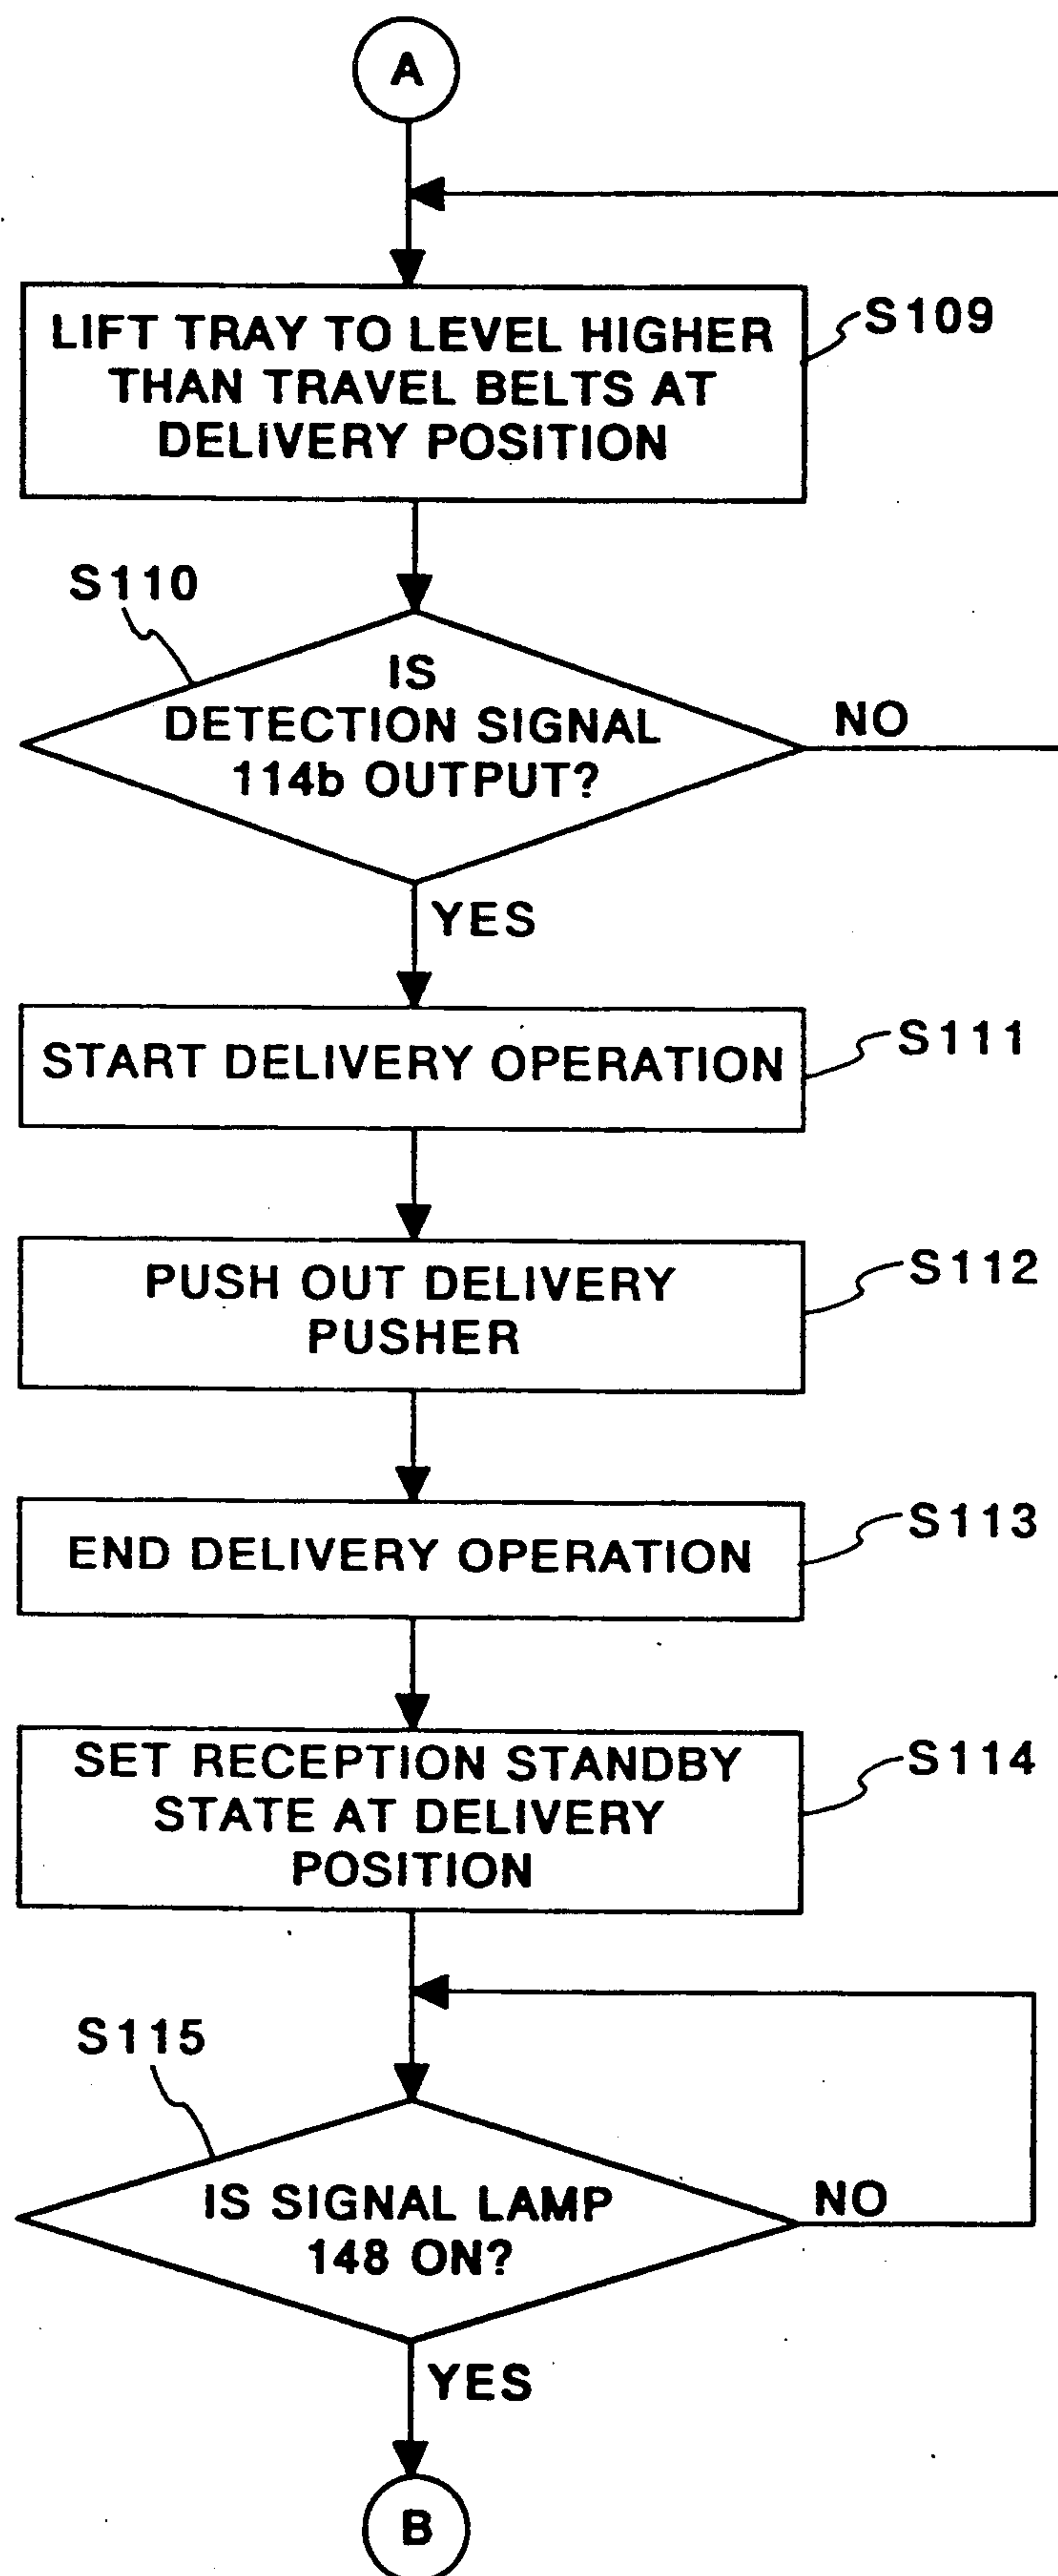 A
LIFT TRAY TO LEVEL HIGHER
THAN TRAVEL BELTS AT
DELIVERY POSITION
S109
S110
IS
DETECTION SIGNAL
114b OUTPUT?
NO
YES
START DELIVERY OPERATION
S111
PUSH OUT DELIVERY
PUSHER
S112
END DELIVERY OPERATION
S113
SET RECEPTION STANDBY
STATE AT DELIVERY
POSITION
S114
S115
IS SIGNAL LAMP
148 ON?
NO
YES
B